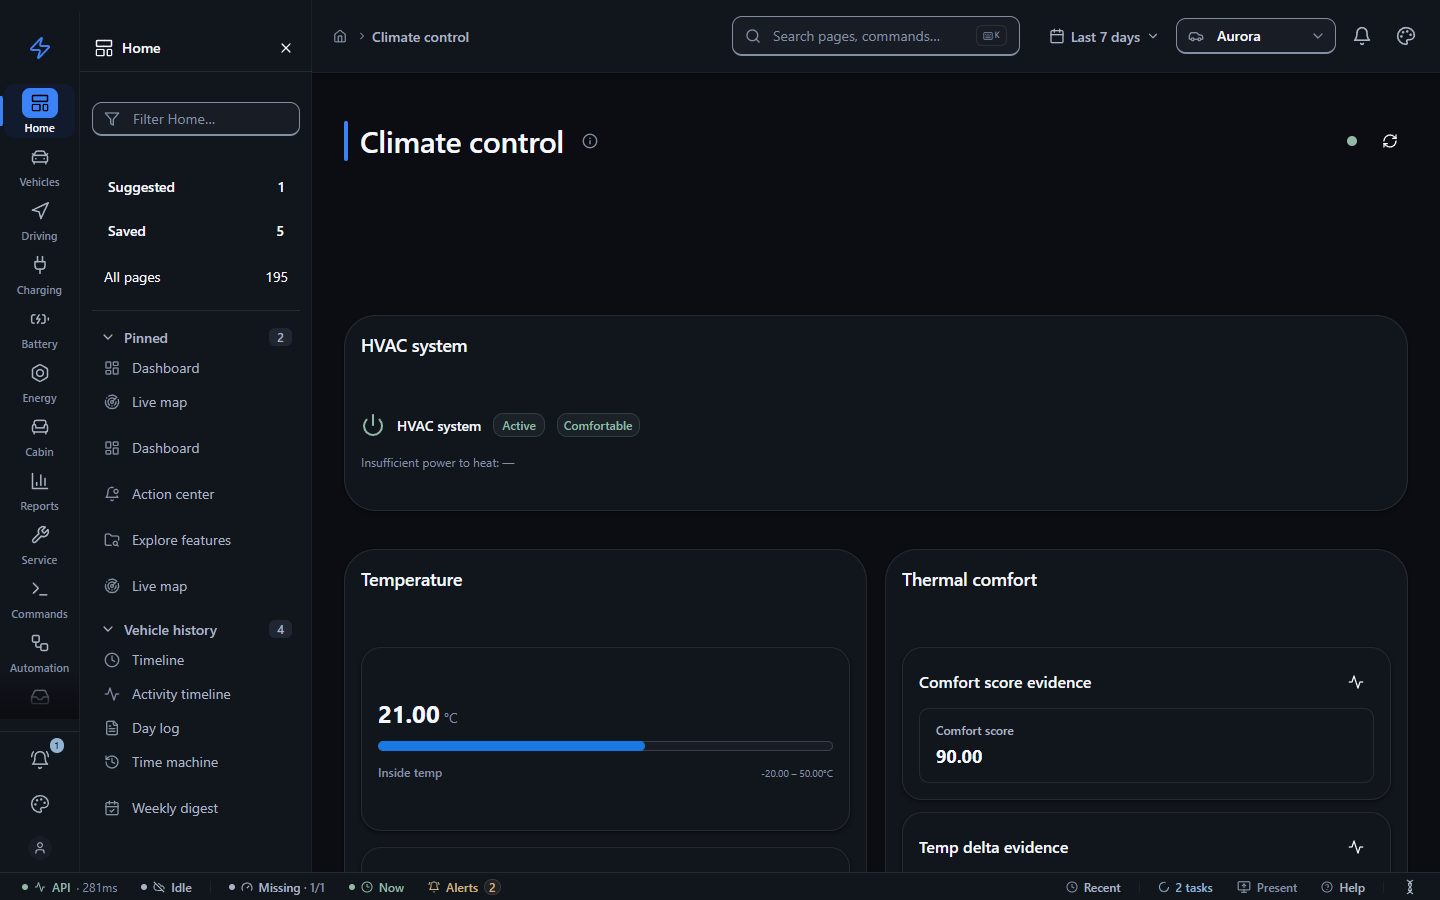 Home
Vehicles
Driving
Charging
Battery
Energy
Cabin
Reports
Service
Commands
Automation
1
Home
Filter Home...
Suggested 1
Saved 5
All pages 195
Pinned 2
Dashboard
Live map
Dashboard
Action center
Explore features
Live map
Vehicle history 4
Timeline
Activity timeline
Day log
Time machine
Weekly digest
Climate control
Search pages, commands... K
Last 7 days
Aurora
Climate control
HVAC system
HVAC system Active Comfortable
Insufficient power to heat: —
Temperature
21.00 °C
Inside temp -20.00 – 50.00°C
Thermal comfort
Comfort score evidence
Comfort score
90.00
Temp delta evidence
API · 281ms Idle Missing · 1/1 Now Alerts 2 Recent 2 tasks Present Help